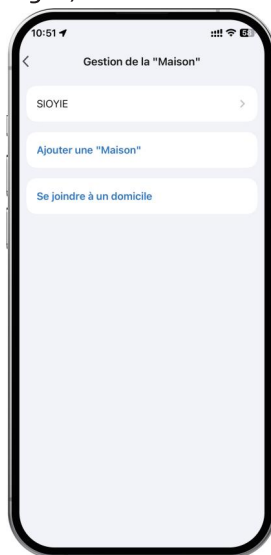 10:51
Gestion de la "Maison"
SIOYIE
Ajouter une "Maison"
Se joindre à un domicile